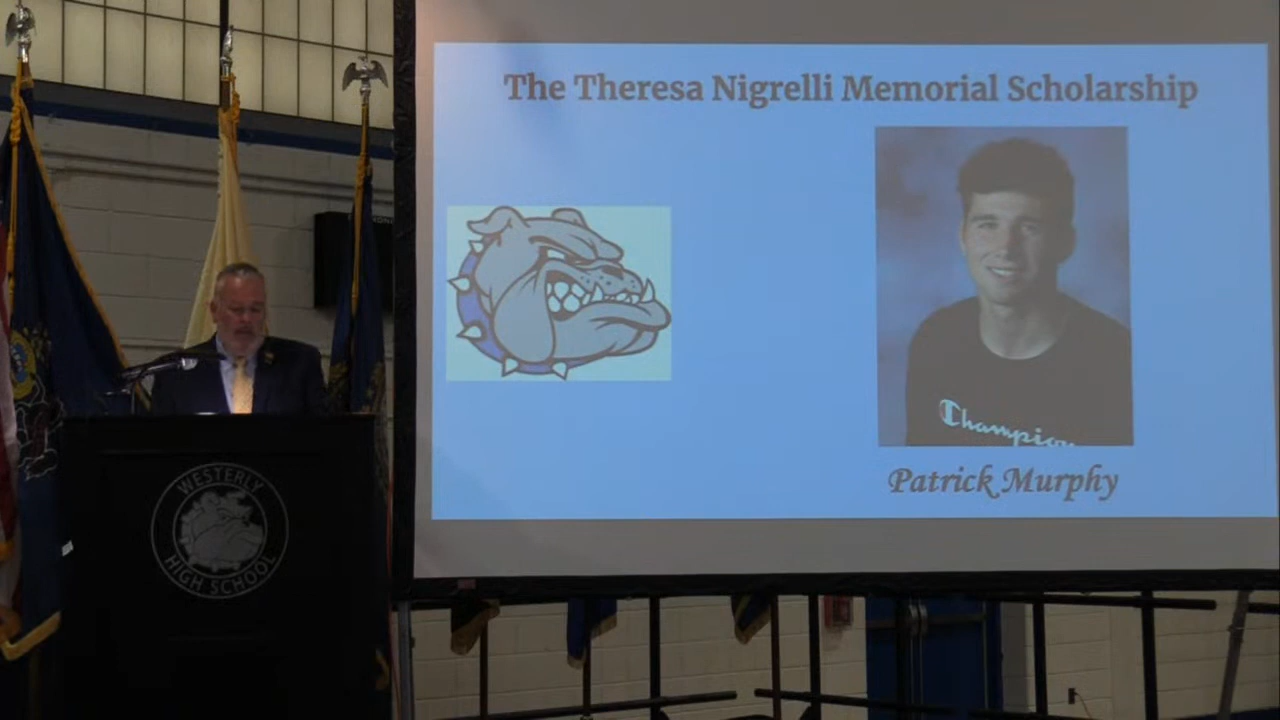 The Theresa Nigrelli Memorial Scholarship
Champion
Patrick Murphy
WESTERLY
HIGH SCHOOL